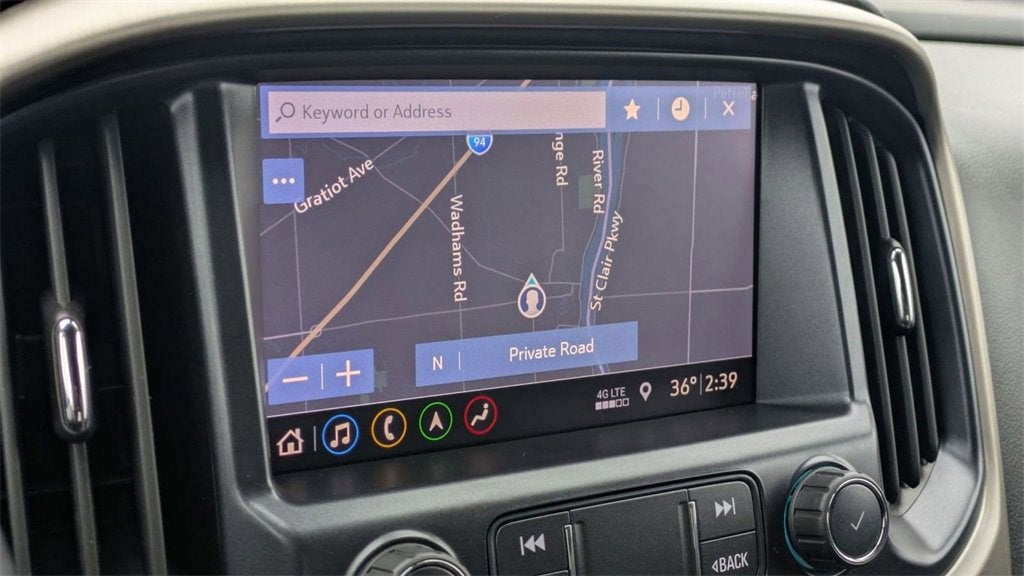 Keyword or Address
Petrolia
94
Gratiot Ave
Wadhams Rd
nge Rd
River Rd
St Clair Pkwy
N
Private Road
4G LTE
36° 2:39
BACK